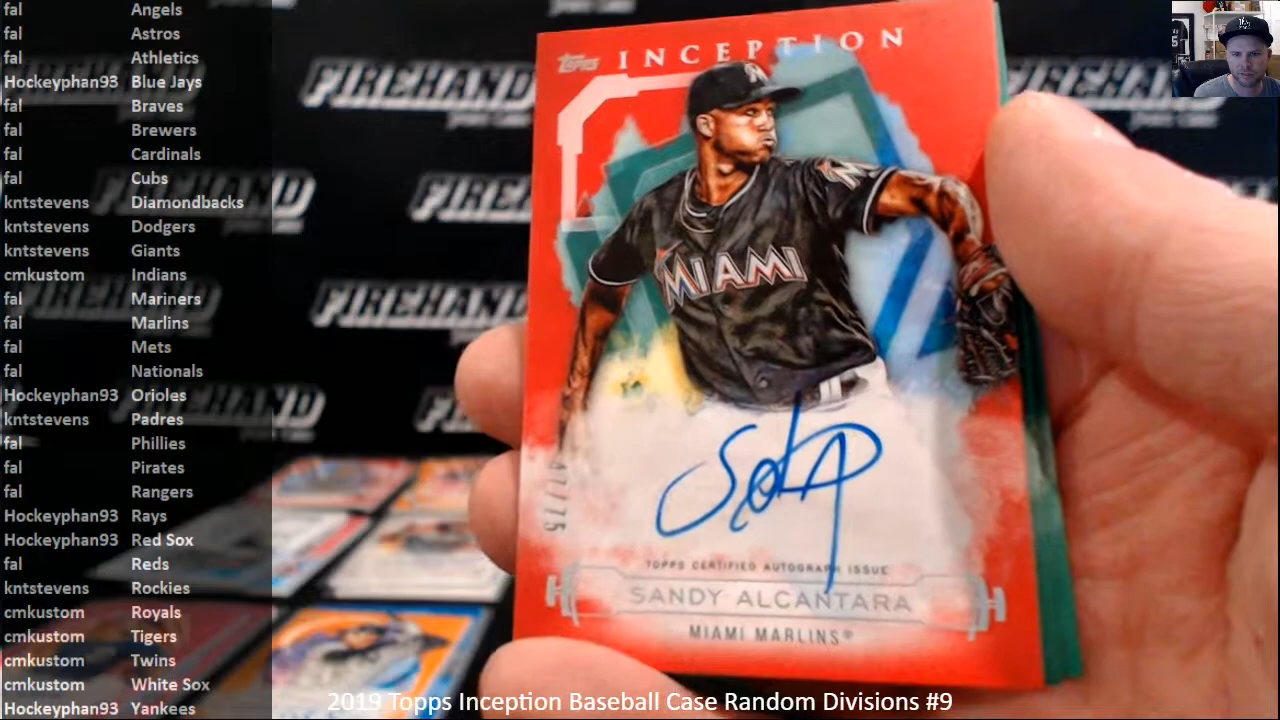 fal Angels
fal Astros
fal Athletics
Hockeyphan93 Blue Jays
fal Braves
fal Brewers
fal Cardinals
fal Cubs
kntstevens Diamondbacks
kntstevens Dodgers
kntstevens Giants
cmkustom Indians
fal Mariners
fal Marlins
fal Mets
fal Nationals
Hockeyphan93 Orioles
kntstevens Padres
fal Phillies
fal Pirates
fal Rangers
Hockeyphan93 Rays
Hockeyphan93 Red Sox
fal Reds
kntstevens Rockies
cmkustom Royals
cmkustom Tigers
cmkustom Twins
cmkustom White Sox
Hockeyphan93 Yankees
FIREHAND
FIREHAND
FIREHAND
FIREHAND
Topps INCEPTION
MIAMI
TOPPS CERTIFIED AUTOGRAPH ISSUE
SANDY ALCANTARA
MIAMI MARLINS®
2019 Topps Inception Baseball Case Random Divisions #9